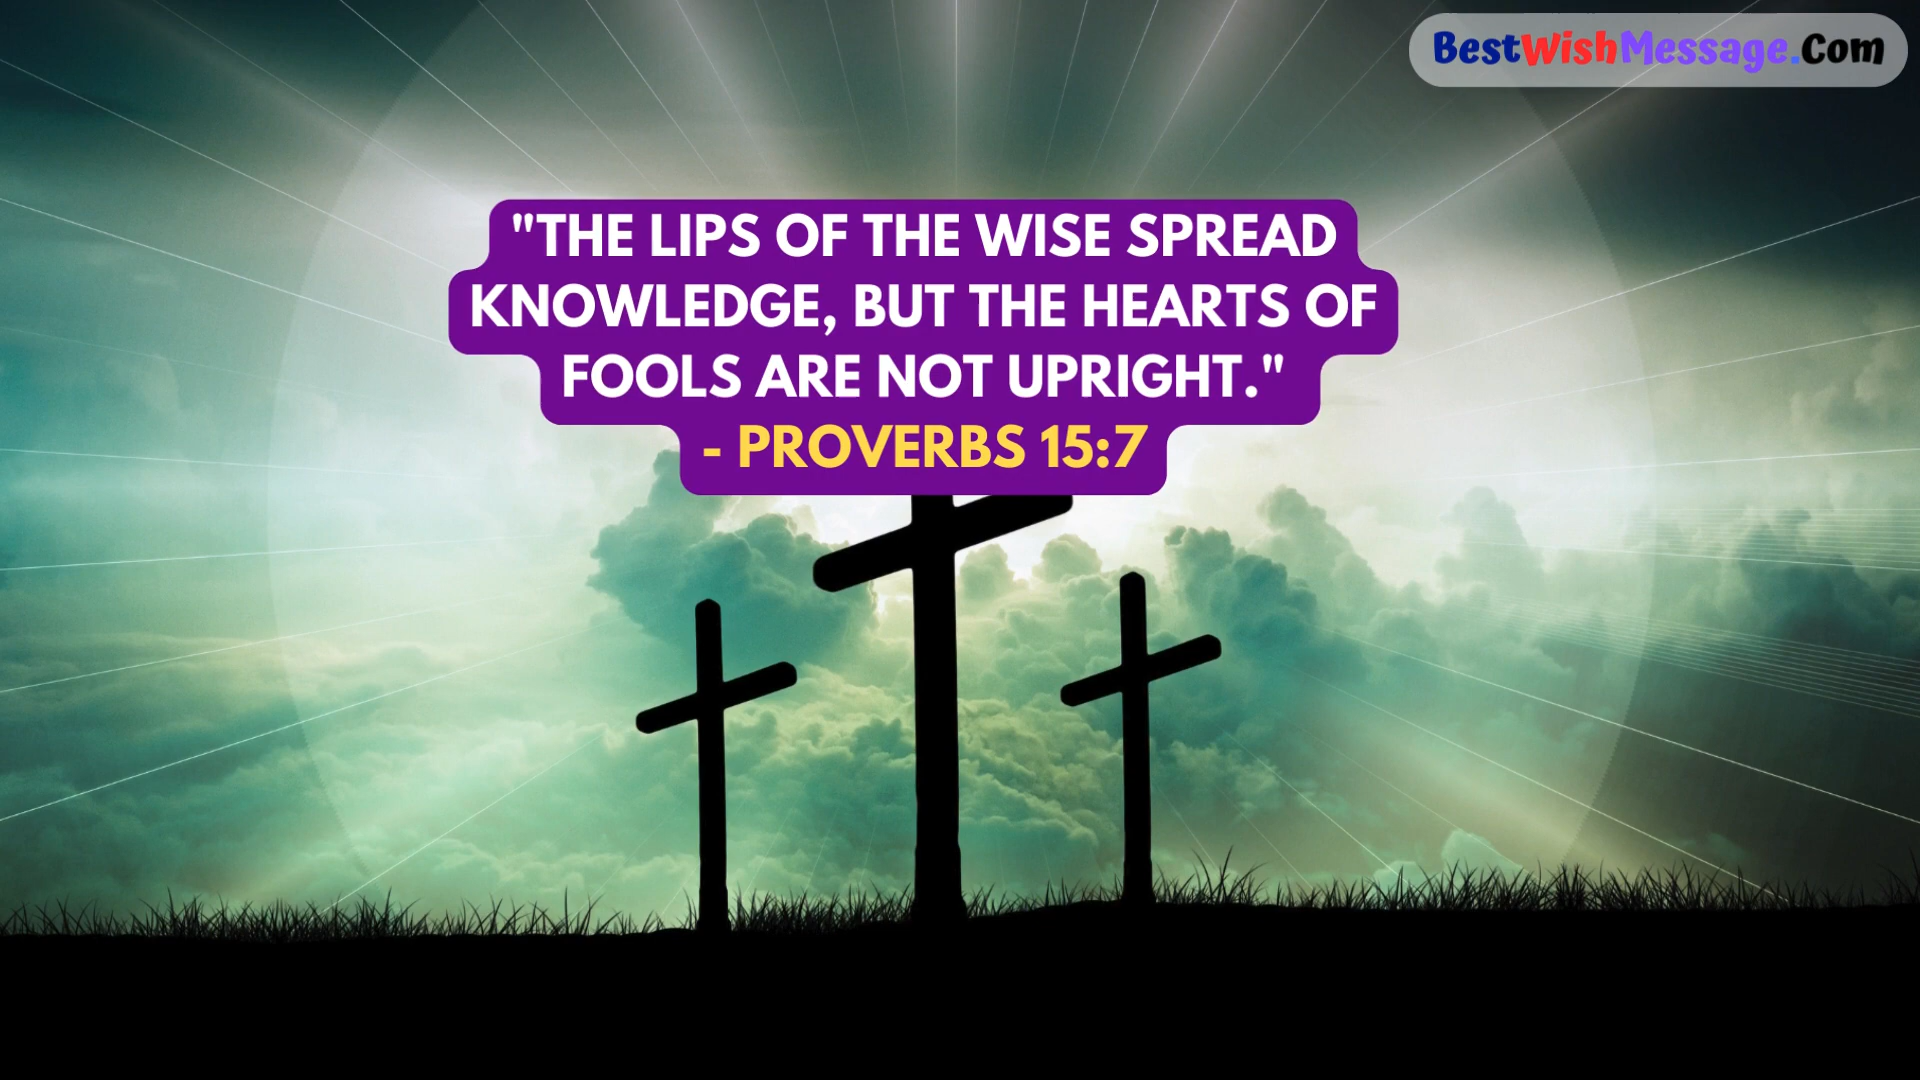 BestWishMessage.Com
"THE LIPS OF THE WISE SPREAD
KNOWLEDGE, BUT THE HEARTS OF
FOOLS ARE NOT UPRIGHT."
- PROVERBS 15:7